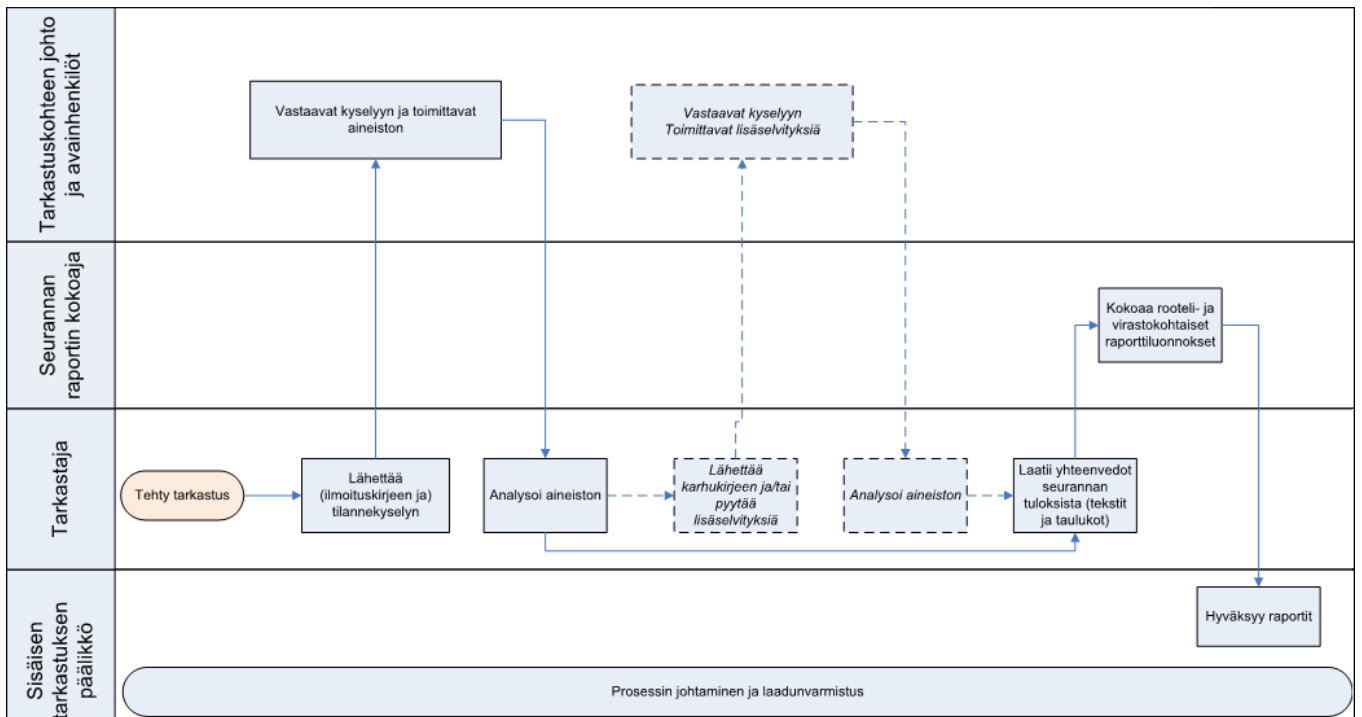 Tarkastuskohteen johto
ja avainhenkilöt
Vastaavat kyselyyn ja toimittavat
aineiston
Vastaavat kyselyyn
Toimittavat lisäselvityksiä
Seurannan
raportin kokoaja
Kokoaa rooteli- ja
virastokohtaiset
raporttiluonnokset
Tarkastaja
Tehty tarkastus
Lähettää
(ilmoituskirjeen ja)
tilannekyselyn
Analysoi aineiston
Lähettää
karhukirjeen ja/tai
pyytää
lisäselvityksiä
Analysoi aineiston
Laatii yhteenvedot
seurannan
tuloksista (tekstit
ja taulukot)
Sisäisen
tarkastuksen
päälikkö
Hyväksyy raportit
Prosessin johtaminen ja laadunvarmistus